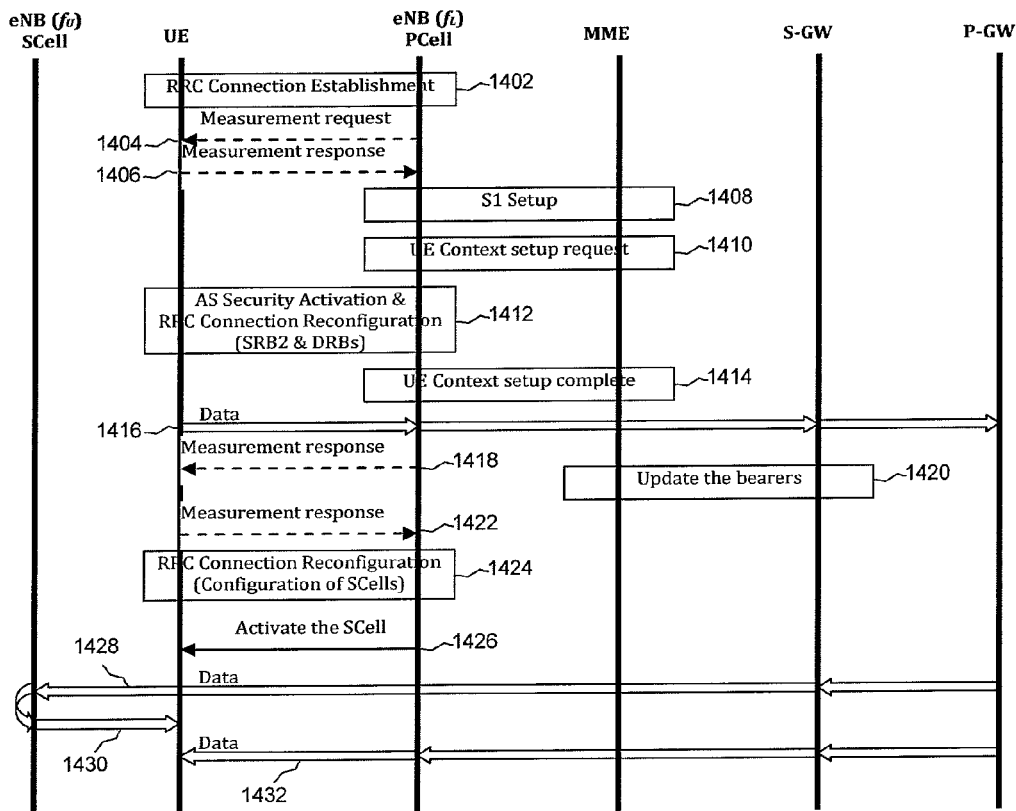 eNB (fU)
SCell
UE
eNB (fL)
PCell
MME
S-GW
P-GW
RRC Connection Establishment
1402
Measurement request
1404
Measurement response
1406
S1 Setup
1408
UE Context setup request
1410
AS Security Activation &
RRC Connection Reconfiguration
(SRB2 & DRBs)
1412
UE Context setup complete
1414
Data
1416
Measurement response
1418
Update the bearers
1420
Measurement response
1422
RRC Connection Reconfiguration
(Configuration of SCells)
1424
Activate the SCell
1426
1428
Data
1430
Data
1432